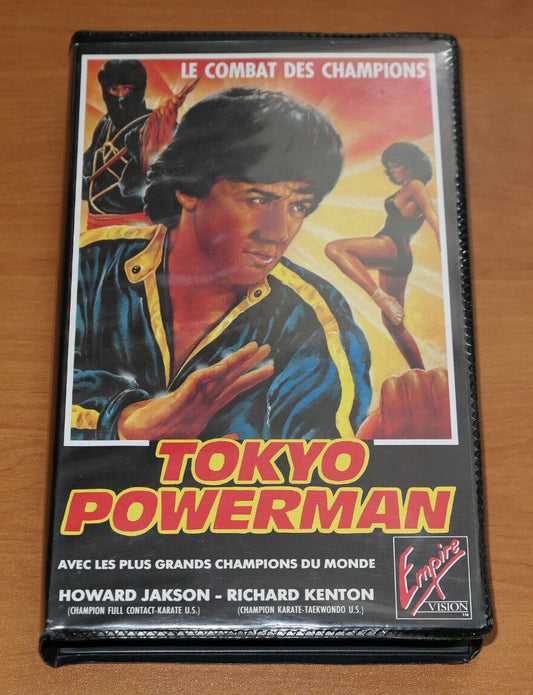 LE COMBAT DES CHAMPIONS
TOKYO
POWERMAN
AVEC LES PLUS GRANDS CHAMPIONS DU MONDE
HOWARD JAKSON - RICHARD KENTON
(CHAMPION FULL CONTACT-KARATE U.S.) (CHAMPION KARATE-TAEKWONDO U.S.)
Empire
VISION
TM